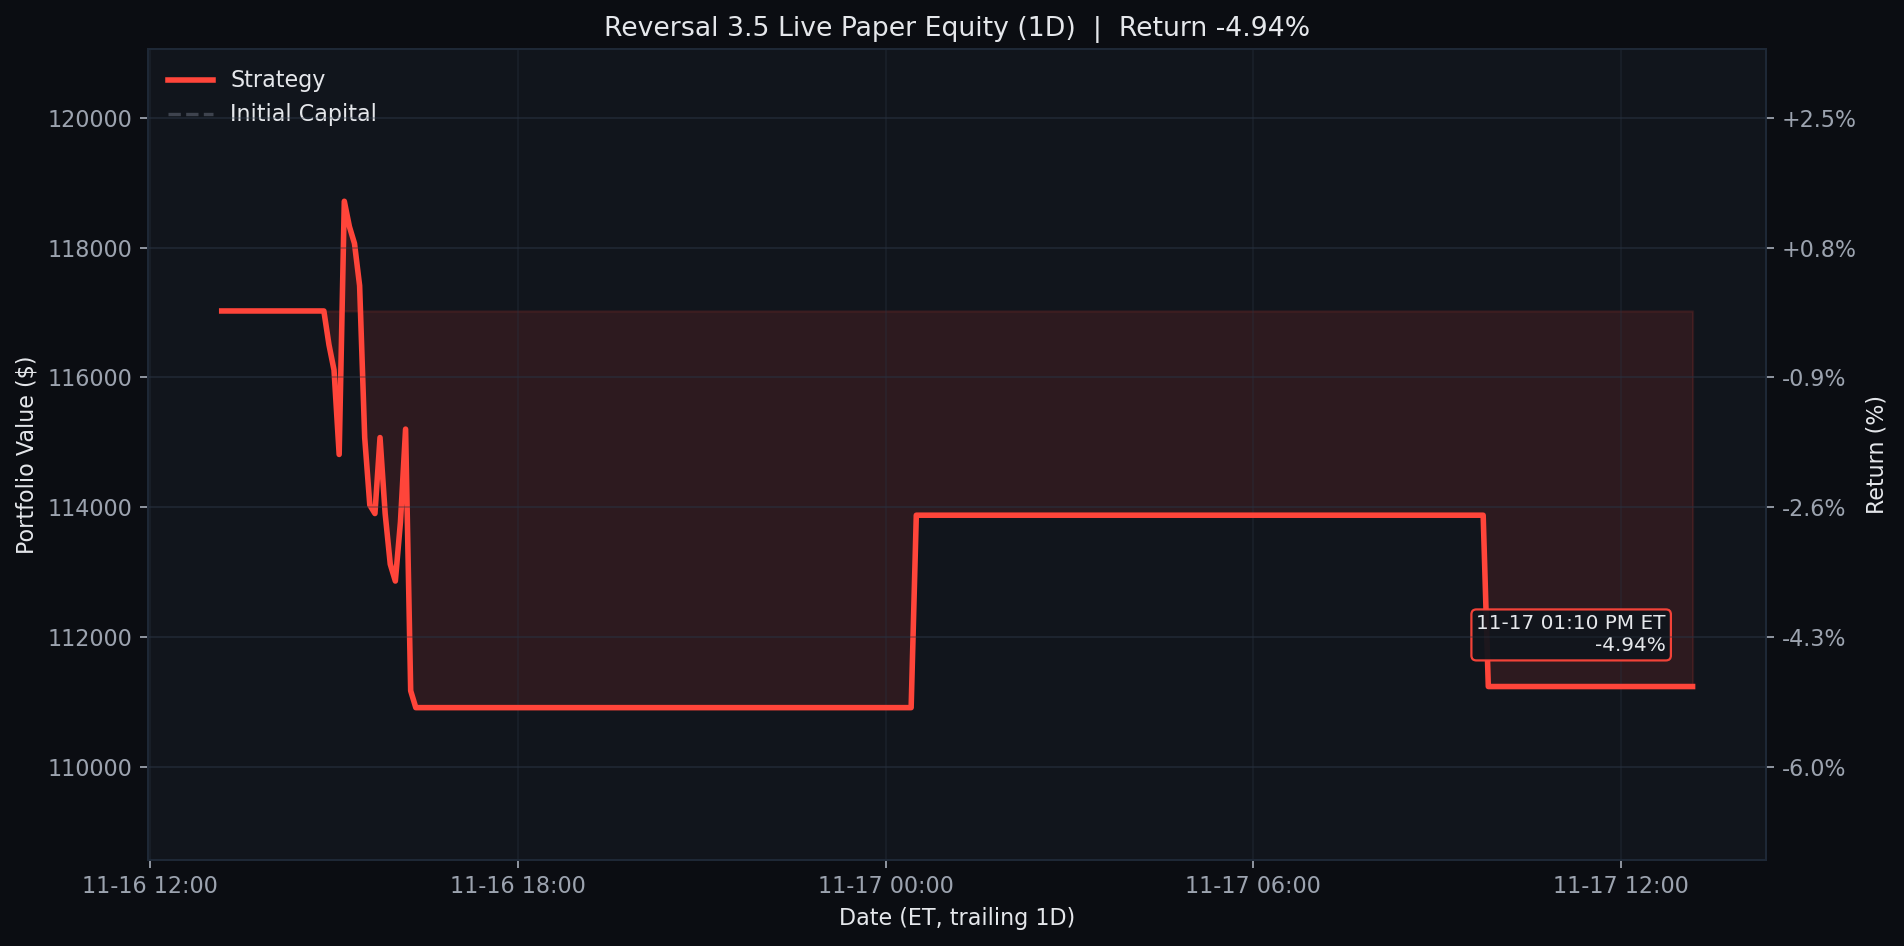 Reversal 3.5 Live Paper Equity (1D)  |  Return -4.94%
Strategy
Initial Capital
Portfolio Value ($)
120000
118000
116000
114000
112000
110000
+2.5%
+0.8%
-0.9%
-2.6%
-4.3%
-6.0%
Return (%)
11-17 01:10 PM ET
-4.94%
11-16 12:00
11-16 18:00
11-17 00:00
11-17 06:00
11-17 12:00
Date (ET, trailing 1D)